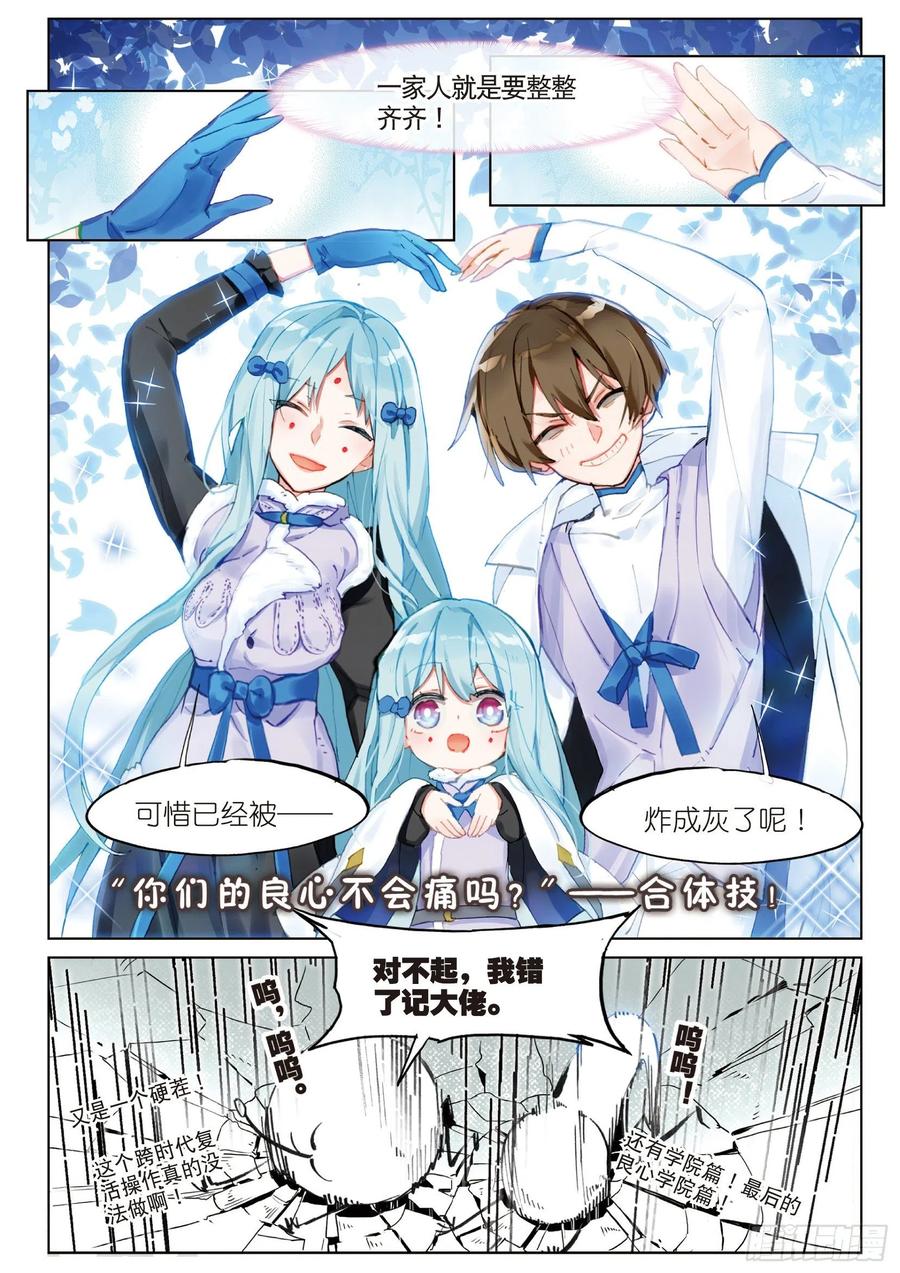 一家人就是要整整
齐齐！
可惜已经被——
炸成灰了呢！
“你们的良心不会痛吗？”——合体技！
对不起，我错
了记大佬。
呜，呜呜。
呜呜！
又是一个硬茬！
这个跨时代复
活操作真的没
法做啊！
还有学院篇！最后的
良心学院篇！